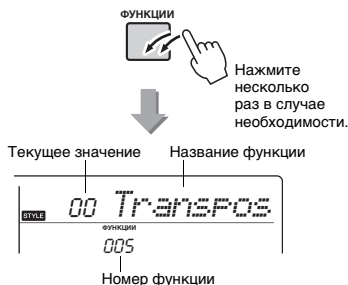 ФУНКЦИИ
Нажмите
несколько
раз в случае
необходимости.
Текущее значение Название функции
STYLE 00 Transpos
ФУНКЦИИ
005
Номер функции